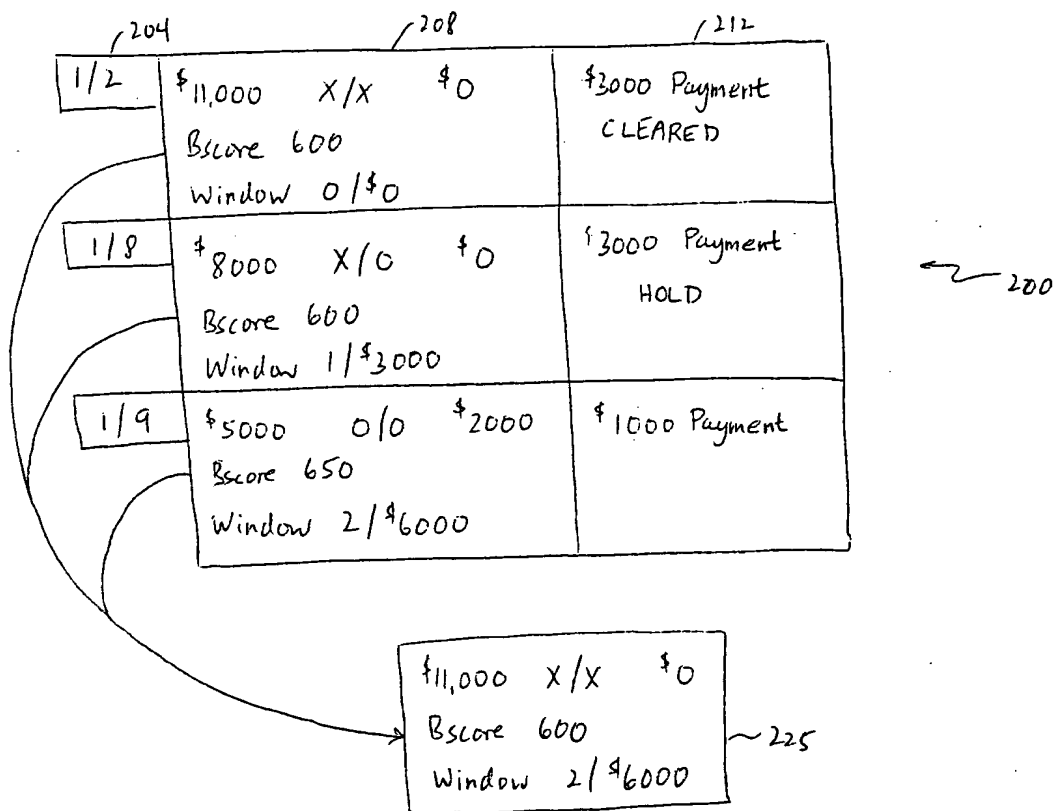 204 208 212
1/2 $11,000 X/X $0 $3000 Payment
Bscore 600 CLEARED
Window 0/$0
1/8 $8000 X/0 $0 $3000 Payment
HOLD
200
Bscore 600
Window 1/$3000
1/9 $5000 0/0 $2000 $1000 Payment
Bscore 650
Window 2/$6000
$11,000 X/X $0
Bscore 600
225
Window 2/$6000